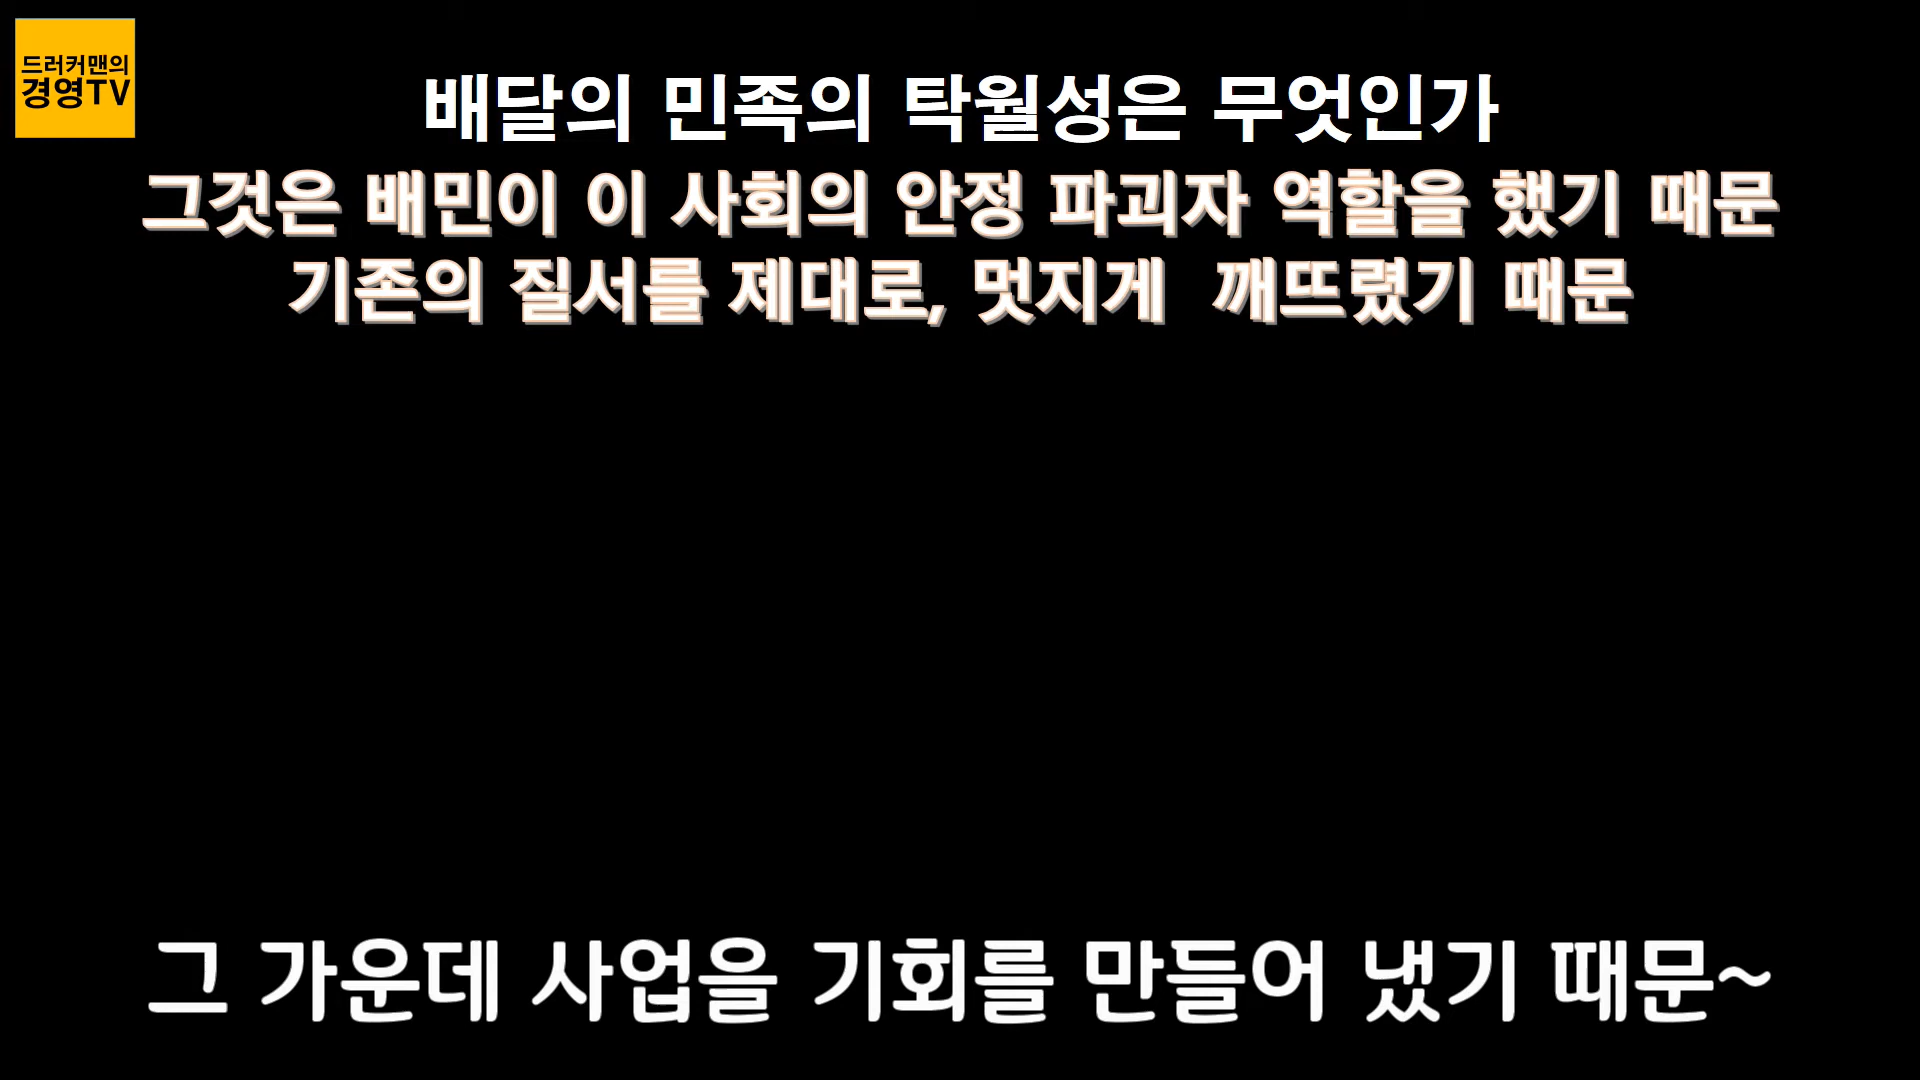 드러커맨의
경영TV
배달의 민족의 탁월성은 무엇인가
그것은 배민이 이 사회의 안정 파괴자 역할을 했기 때문
기존의 질서를 제대로, 멋지게 깨뜨렸기 때문
그 가운데 사업을 기회를 만들어 냈기 때문~